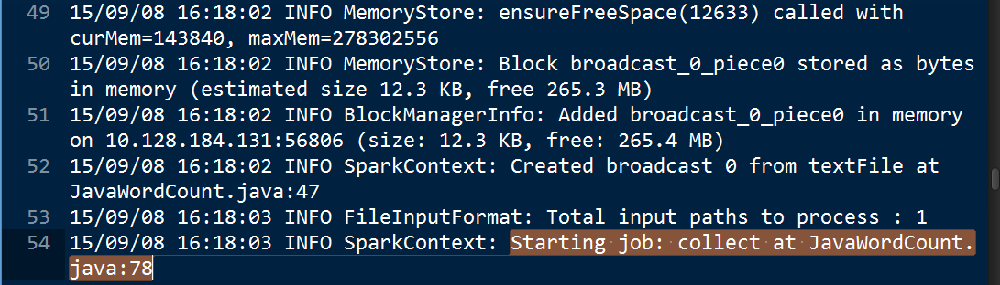 49 15/09/08 16:18:02 INFO MemoryStore: ensureFreeSpace(12633) called with
curMem=143840, maxMem=278302556
50 15/09/08 16:18:02 INFO MemoryStore: Block broadcast_0_piece0 stored as bytes
in memory (estimated size 12.3 KB, free 265.3 MB)
51 15/09/08 16:18:02 INFO BlockManagerInfo: Added broadcast_0_piece0 in memory
on 10.128.184.131:56806 (size: 12.3 KB, free: 265.4 MB)
52 15/09/08 16:18:02 INFO SparkContext: Created broadcast 0 from textFile at
JavaWordCount.java:47
53 15/09/08 16:18:03 INFO FileInputFormat: Total input paths to process : 1
54 15/09/08 16:18:03 INFO SparkContext: Starting job: collect at JavaWordCount.
java:78